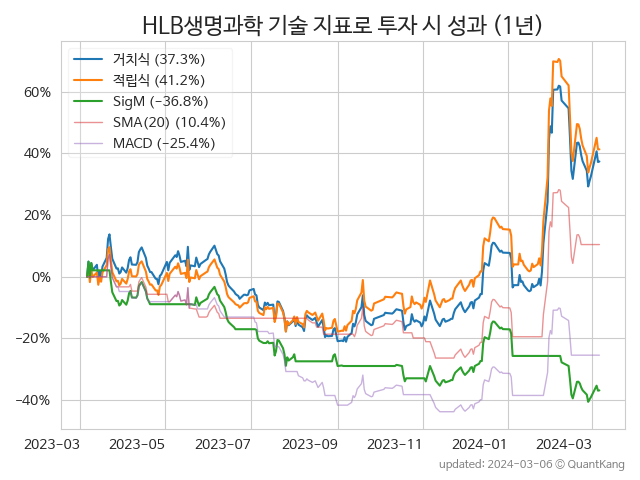 HLB생명과학 기술 지표로 투자 시 성과 (1년)
거치식 (37.3%)
적립식 (41.2%)
SigM (−36.8%)
SMA(20) (10.4%)
MACD (−25.4%)
60%
40%
20%
0%
−20%
−40%
2023−03 2023−05 2023−07 2023−09 2023−11 2024−01 2024−03
updated: 2024−03−06 © QuantKang